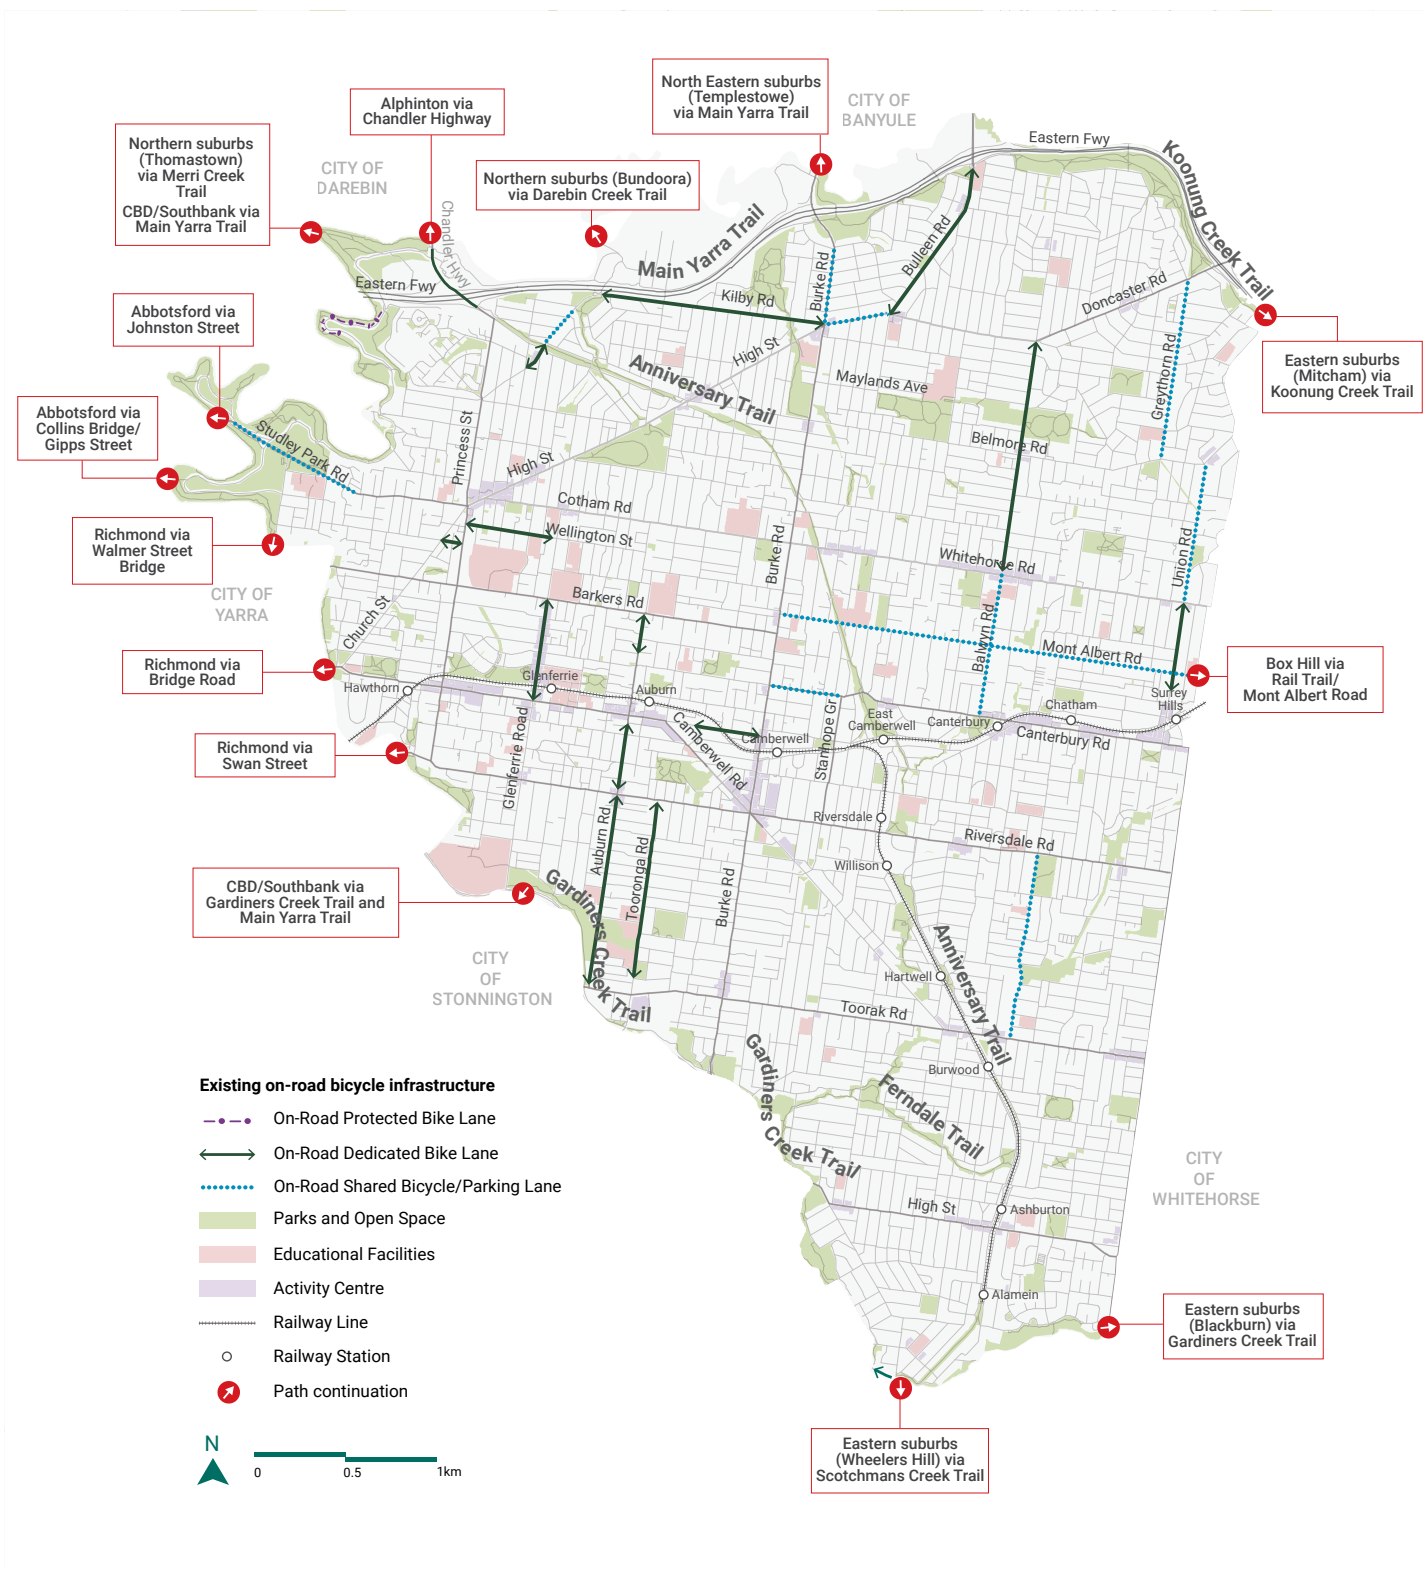 North Eastern suburbs
(Templestowe)
via Main Yarra Trail
CITY OF
BANYULE
Alphinton via
Chandler Highway
Northern suburbs
(Thomastown)
via Merri Creek
Trail
CBD/Southbank via
Main Yarra Trail
CITY OF
DAREBIN
Northern suburbs (Bundoora)
via Darebin Creek Trail
Eastern Fwy
Koonung Creek Trail
Chandler Hwy
Main Yarra Trail
Bulleen Rd
Burke Rd
Eastern Fwy
Kilby Rd
Doncaster Rd
Abbotsford via
Johnston Street
High St
Anniversary Trail
Maylands Ave
Greythorn Rd
Eastern suburbs
(Mitcham) via
Koonung Creek Trail
Abbotsford via
Collins Bridge/
Gipps Street
Studley Park Rd
Princess St
High St
Belmore Rd
Cotham Rd
Wellington St
Burke Rd
Whitehorse Rd
Union Rd
Richmond via
Walmer Street
Bridge
CITY OF
YARRA
Church St
Barkers Rd
Balwyn Rd
Mont Albert Rd
Richmond via
Bridge Road
Box Hill via
Rail Trail/
Mont Albert Road
Hawthorn
Glenferrie
Auburn
Surrey
Hills
Chatham
East
Camberwell
Canterbury
Canterbury Rd
Camberwell
Camberwell Rd
Stanhope Gr
Glenferrie Road
Richmond via
Swan Street
Riversdale
Riversdale Rd
Willison
Auburn Rd
Tooronga Rd
Burke Rd
CBD/Southbank via
Gardiners Creek Trail and
Main Yarra Trail
Gardiners Creek Trail
CITY
OF
STONNINGTON
Anniversary Trail
Hartwell
Toorak Rd
Burwood
Gardiners Creek Trail
Ferndale Trail
High St
Ashburton
CITY
OF
WHITEHORSE
Alamein
Eastern suburbs
(Blackburn) via
Gardiners Creek Trail
Eastern suburbs
(Wheelers Hill) via
Scotchmans Creek Trail
Existing on-road bicycle infrastructure
On-Road Protected Bike Lane
On-Road Dedicated Bike Lane
On-Road Shared Bicycle/Parking Lane
Parks and Open Space
Educational Facilities
Activity Centre
Railway Line
Railway Station
Path continuation
N
0 0.5 1km